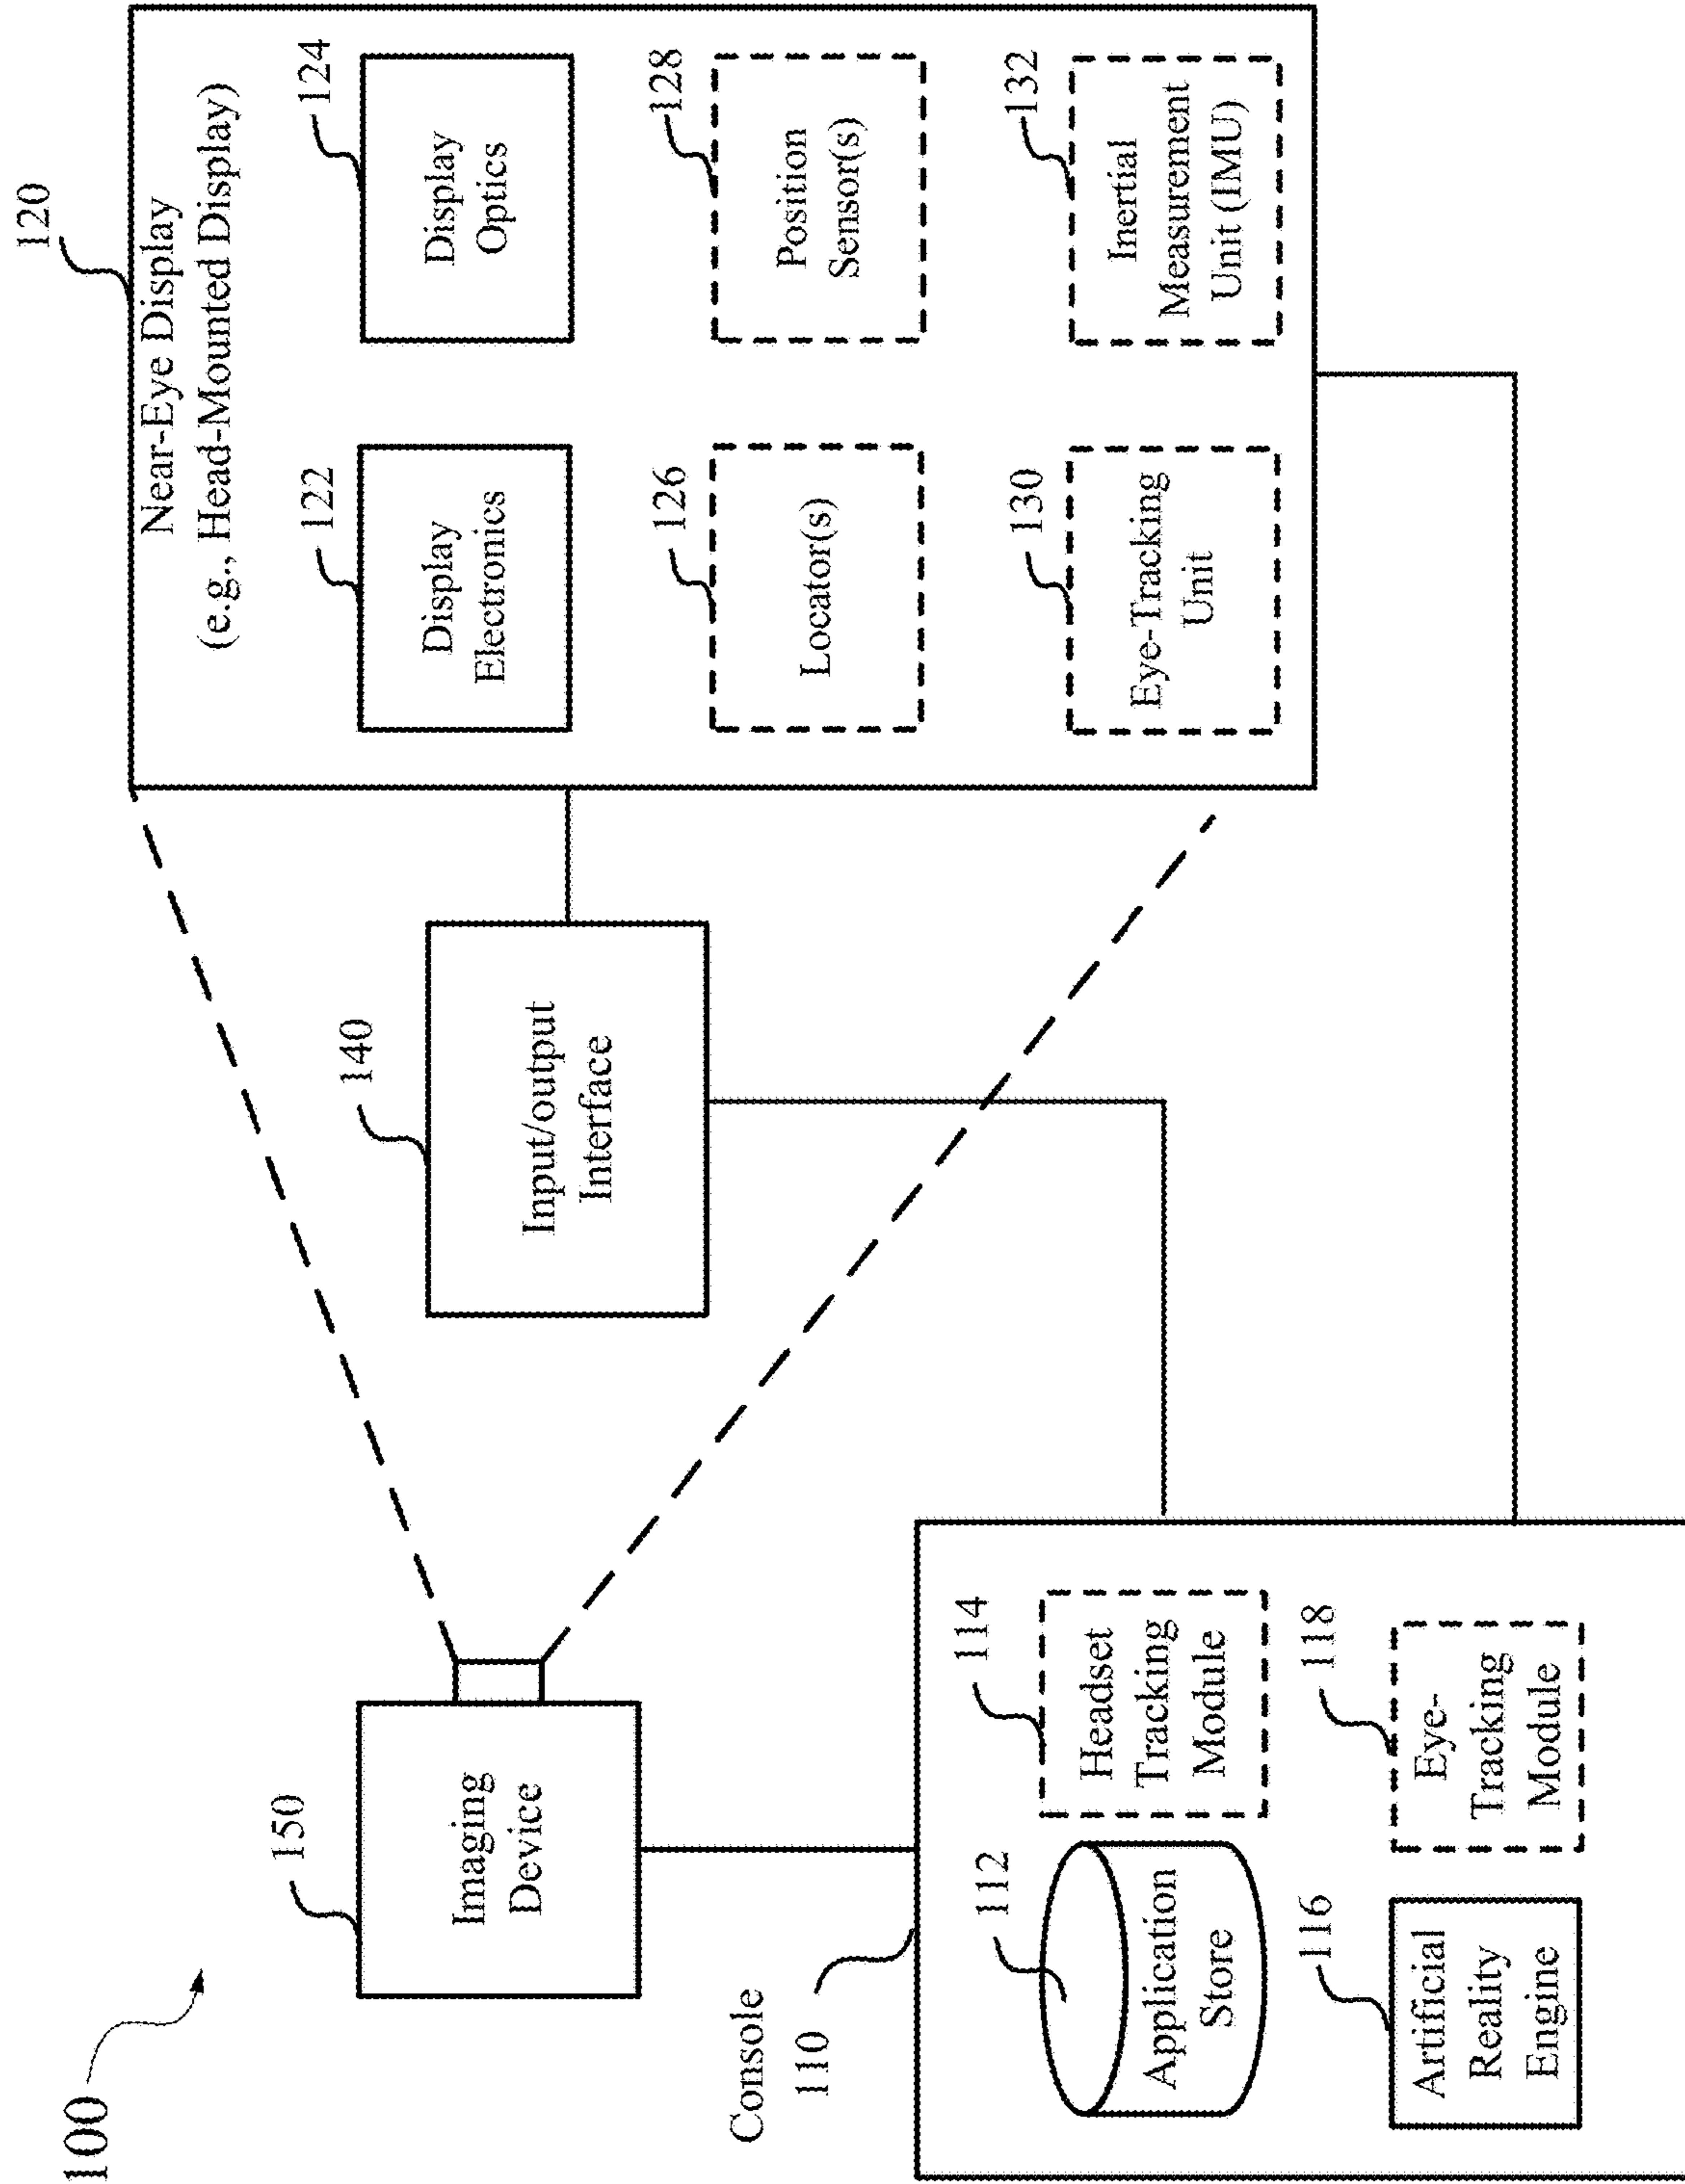 100
150
Imaging
Device
140
Input/output
Interface
120
Near-Eye Display
(e.g., Head-Mounted Display)
122
Display
Electronics
124
Display
Optics
126
Locator(s)
128
Position
Sensor(s)
130
Eye-Tracking
Unit
132
Inertial
Measurement
Unit (IMU)
Console
110
112
Application
Store
114
Headset
Tracking
Module
116
Artificial
Reality
Engine
118
Eye-
Tracking
Module